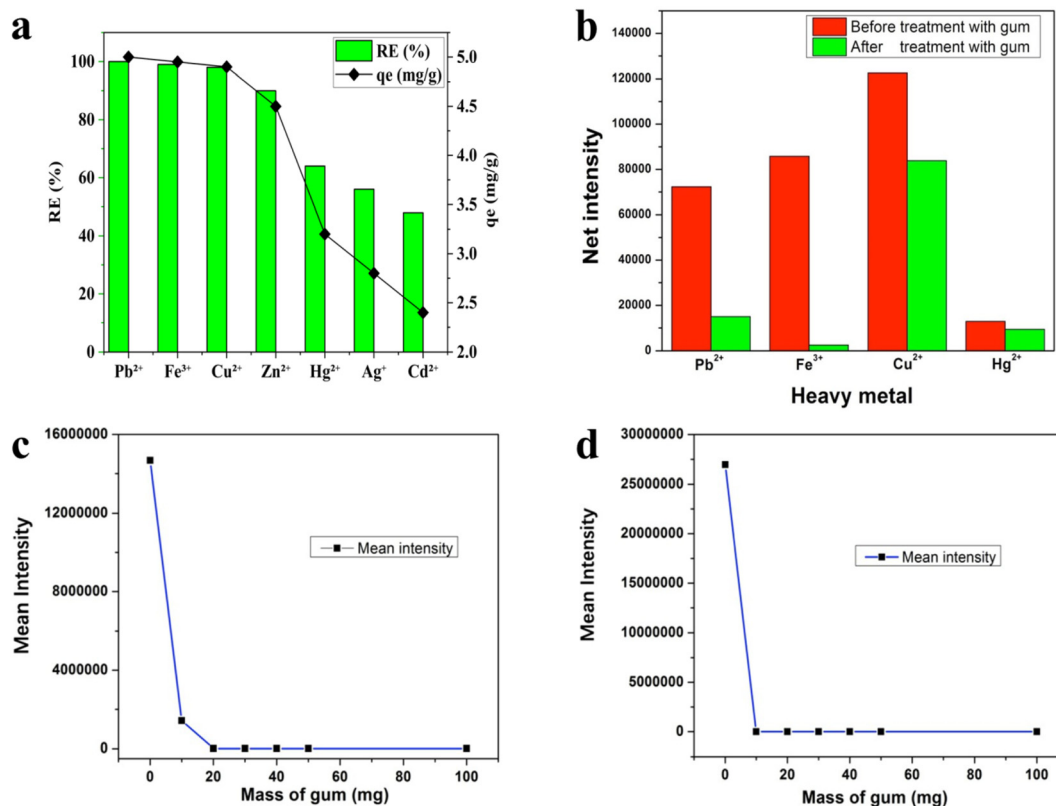 a
RE (%)
qe (mg/g)
100
80
60
40
20
0
RE (%)
5.0
4.5
4.0
3.5
3.0
2.5
2.0
qe (mg/g)
Pb²⁺ Fe³⁺ Cu²⁺ Zn²⁺ Hg²⁺ Ag⁺ Cd²⁺
b
Before treatment with gum
After treatment with gum
140000
120000
100000
80000
60000
40000
20000
0
Net intensity
Pb²⁺ Fe³⁺ Cu²⁺ Hg²⁺
Heavy metal
c
16000000
12000000
8000000
4000000
0
Mean Intensity
Mean intensity
0 20 40 60 80 100
Mass of gum (mg)
d
30000000
25000000
20000000
15000000
10000000
5000000
0
Mean Intensity
Mean intensity
0 20 40 60 80 100
Mass of gum (mg)